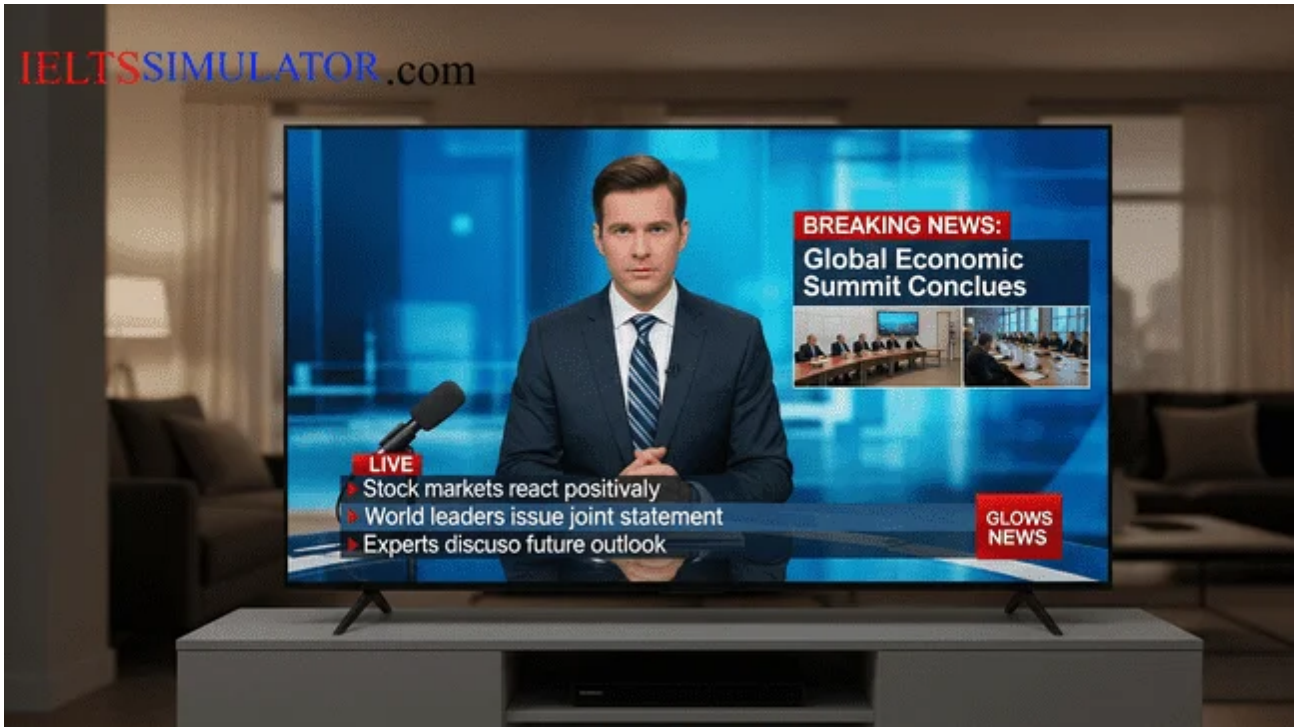 IELTSSIMULATOR.com
BREAKING NEWS:
Global Economic
Summit Conclues
LIVE
Stock markets react positivaly
World leaders issue joint statement
Experts discuso future outlook
GLOWS
NEWS